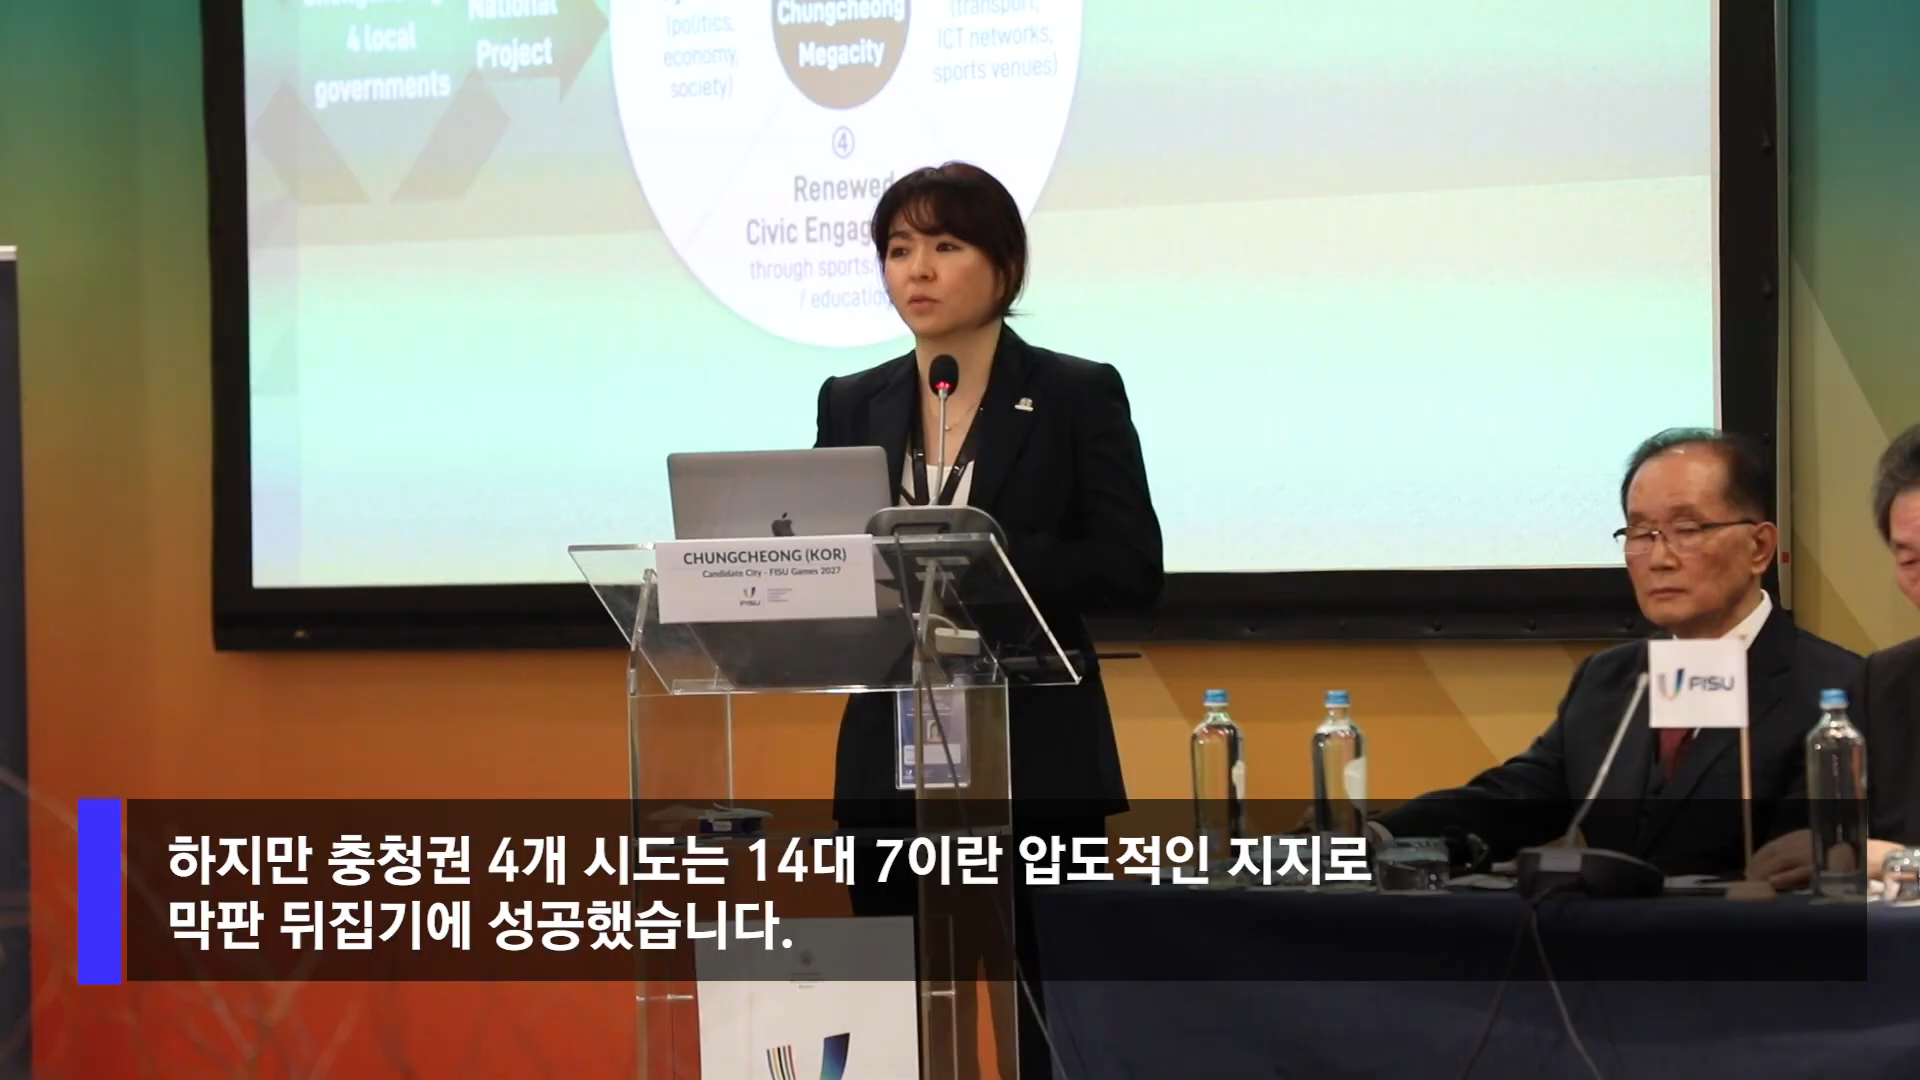 4 local
governments
National
Project
(politics,
economy,
society)
Chungcheong
Megacity
(transport,
ICT networks,
sports venues)
④
Renewed
Civic
through sports
/
CHUNGCHEONG (KOR)
Candidate City - FISU Games 2027
FISU
FISU
하지만 충청권 4개 시도는 14대 7이란 압도적인 지지로
막판 뒤집기에 성공했습니다.